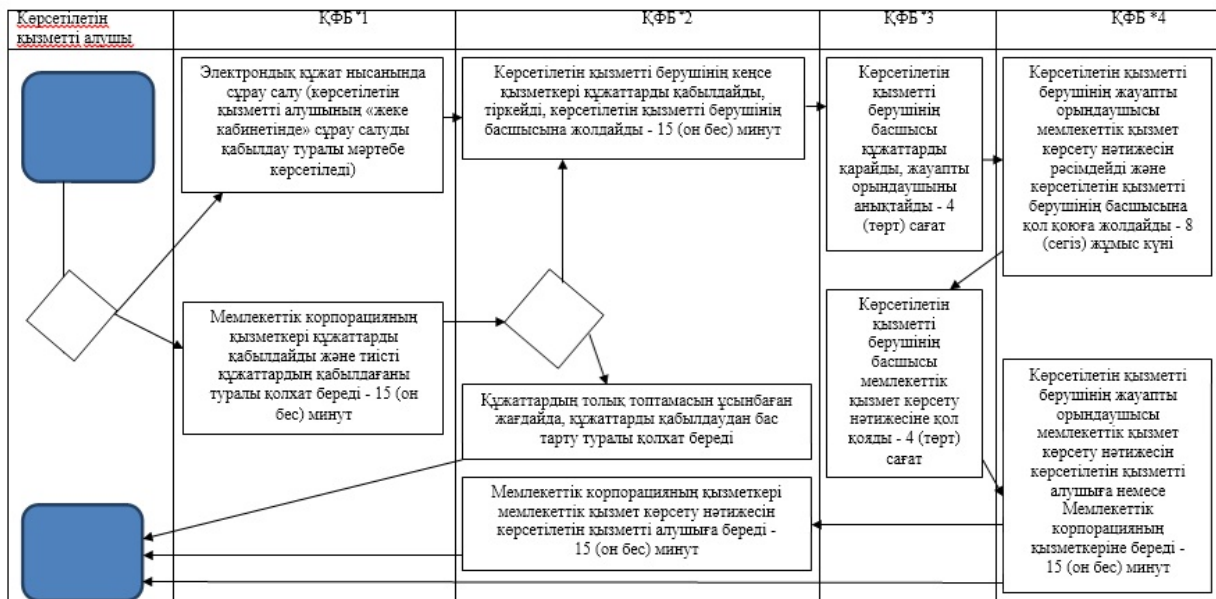 Көрсетілетін
қызметті алушы
ҚФБ*1
ҚФБ*2
ҚФБ*3
ҚФБ *4
Электрондық құжат нысанында
сұрау салу (көрсетілетін
қызметті алушының «жеке
кабинетінде» сұрау салуды
қабылдау туралы мәртебе
көрсетіледі)
Көрсетілетін қызметті берушінің кеңсе
қызметкері құжаттарды қабылдайды,
тіркейді, көрсетілетін қызметті берушінің
басшысына жолдайды - 15 (он бес) минут
Көрсетілетін
қызметті
берушінің
басшысы
құжаттарды
қарайды, жауапты
орындаушыны
анықтайды - 4
(төрт) сағат
Көрсетілетін қызметті
берушінің жауапты
орындаушысы
мемлекеттік қызмет
көрсету нәтижесін
рәсімдейді және
көрсетілетін қызметті
берушінің басшысына
қол қоюға жолдайды - 8
(сегіз) жұмыс күні
Мемлекеттік корпорацияның
қызметкері құжаттарды
қабылдайды және тиісті
құжаттардың қабылдағаны
туралы қолхат береді - 15 (он
бес) минут
Құжаттардың толық топтамасын ұсынбаған
жағдайда, құжаттарды қабылдаудан бас
тарту туралы қолхат береді
Мемлекеттік корпорацияның қызметкері
мемлекеттік қызмет көрсету нәтижесін
көрсетілетін қызметті алушыға береді -
15 (он бес) минут
Көрсетілетін
қызметті
берушінің
басшысы
мемлекеттік
қызмет көрсету
нәтижесіне қол
қояды - 4 (төрт)
сағат
Көрсетілетін қызметті
берушінің жауапты
орындаушысы
мемлекеттік қызмет
көрсету нәтижесін
көрсетілетін қызметті
алушыға немесе
Мемлекеттік
корпорацияның
қызметкеріне береді -
15 (он бес) минут